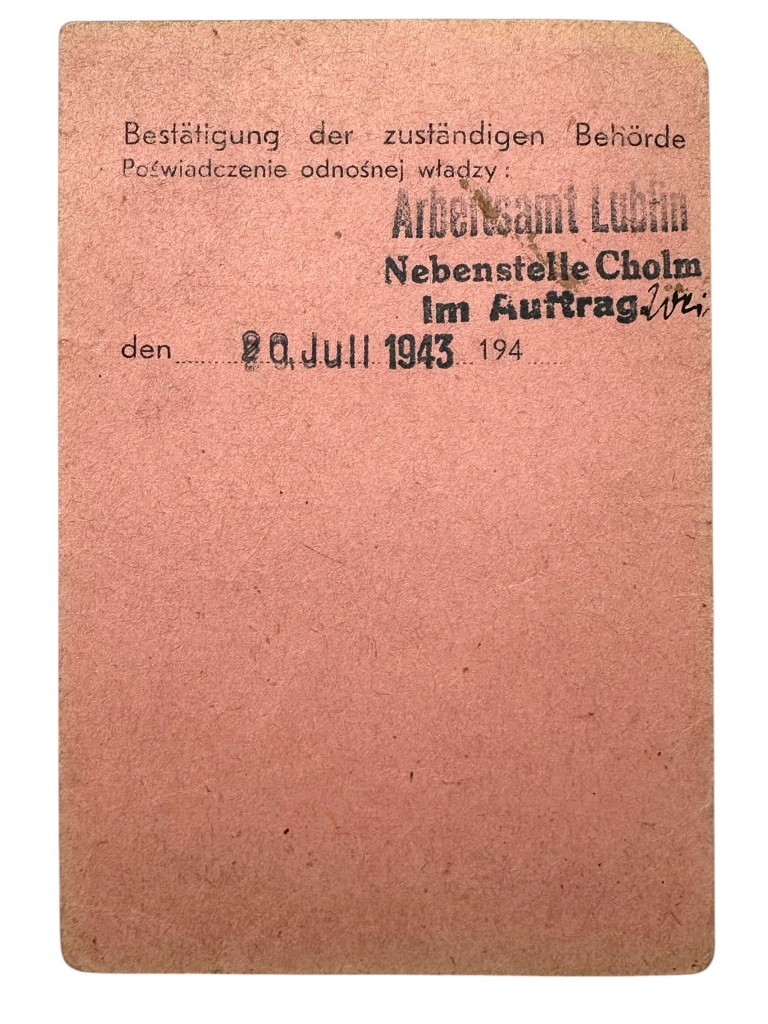 Bestätigung der zuständigen Behörde
Poświadczenie odnośnej władzy:
Arbeitsamt Lublin
Nebenstelle Cholm
Im Auftrag
den 20. Juli 1943 194